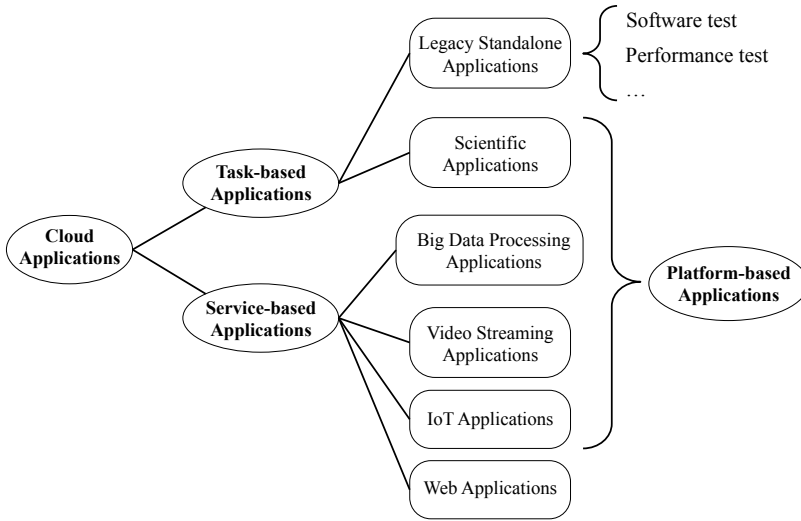 Cloud
Applications
Task-based
Applications
Service-based
Applications
Legacy Standalone
Applications
Scientific
Applications
Big Data Processing
Applications
Video Streaming
Applications
IoT Applications
Web Applications
Software test
Performance test
…
Platform-based
Applications